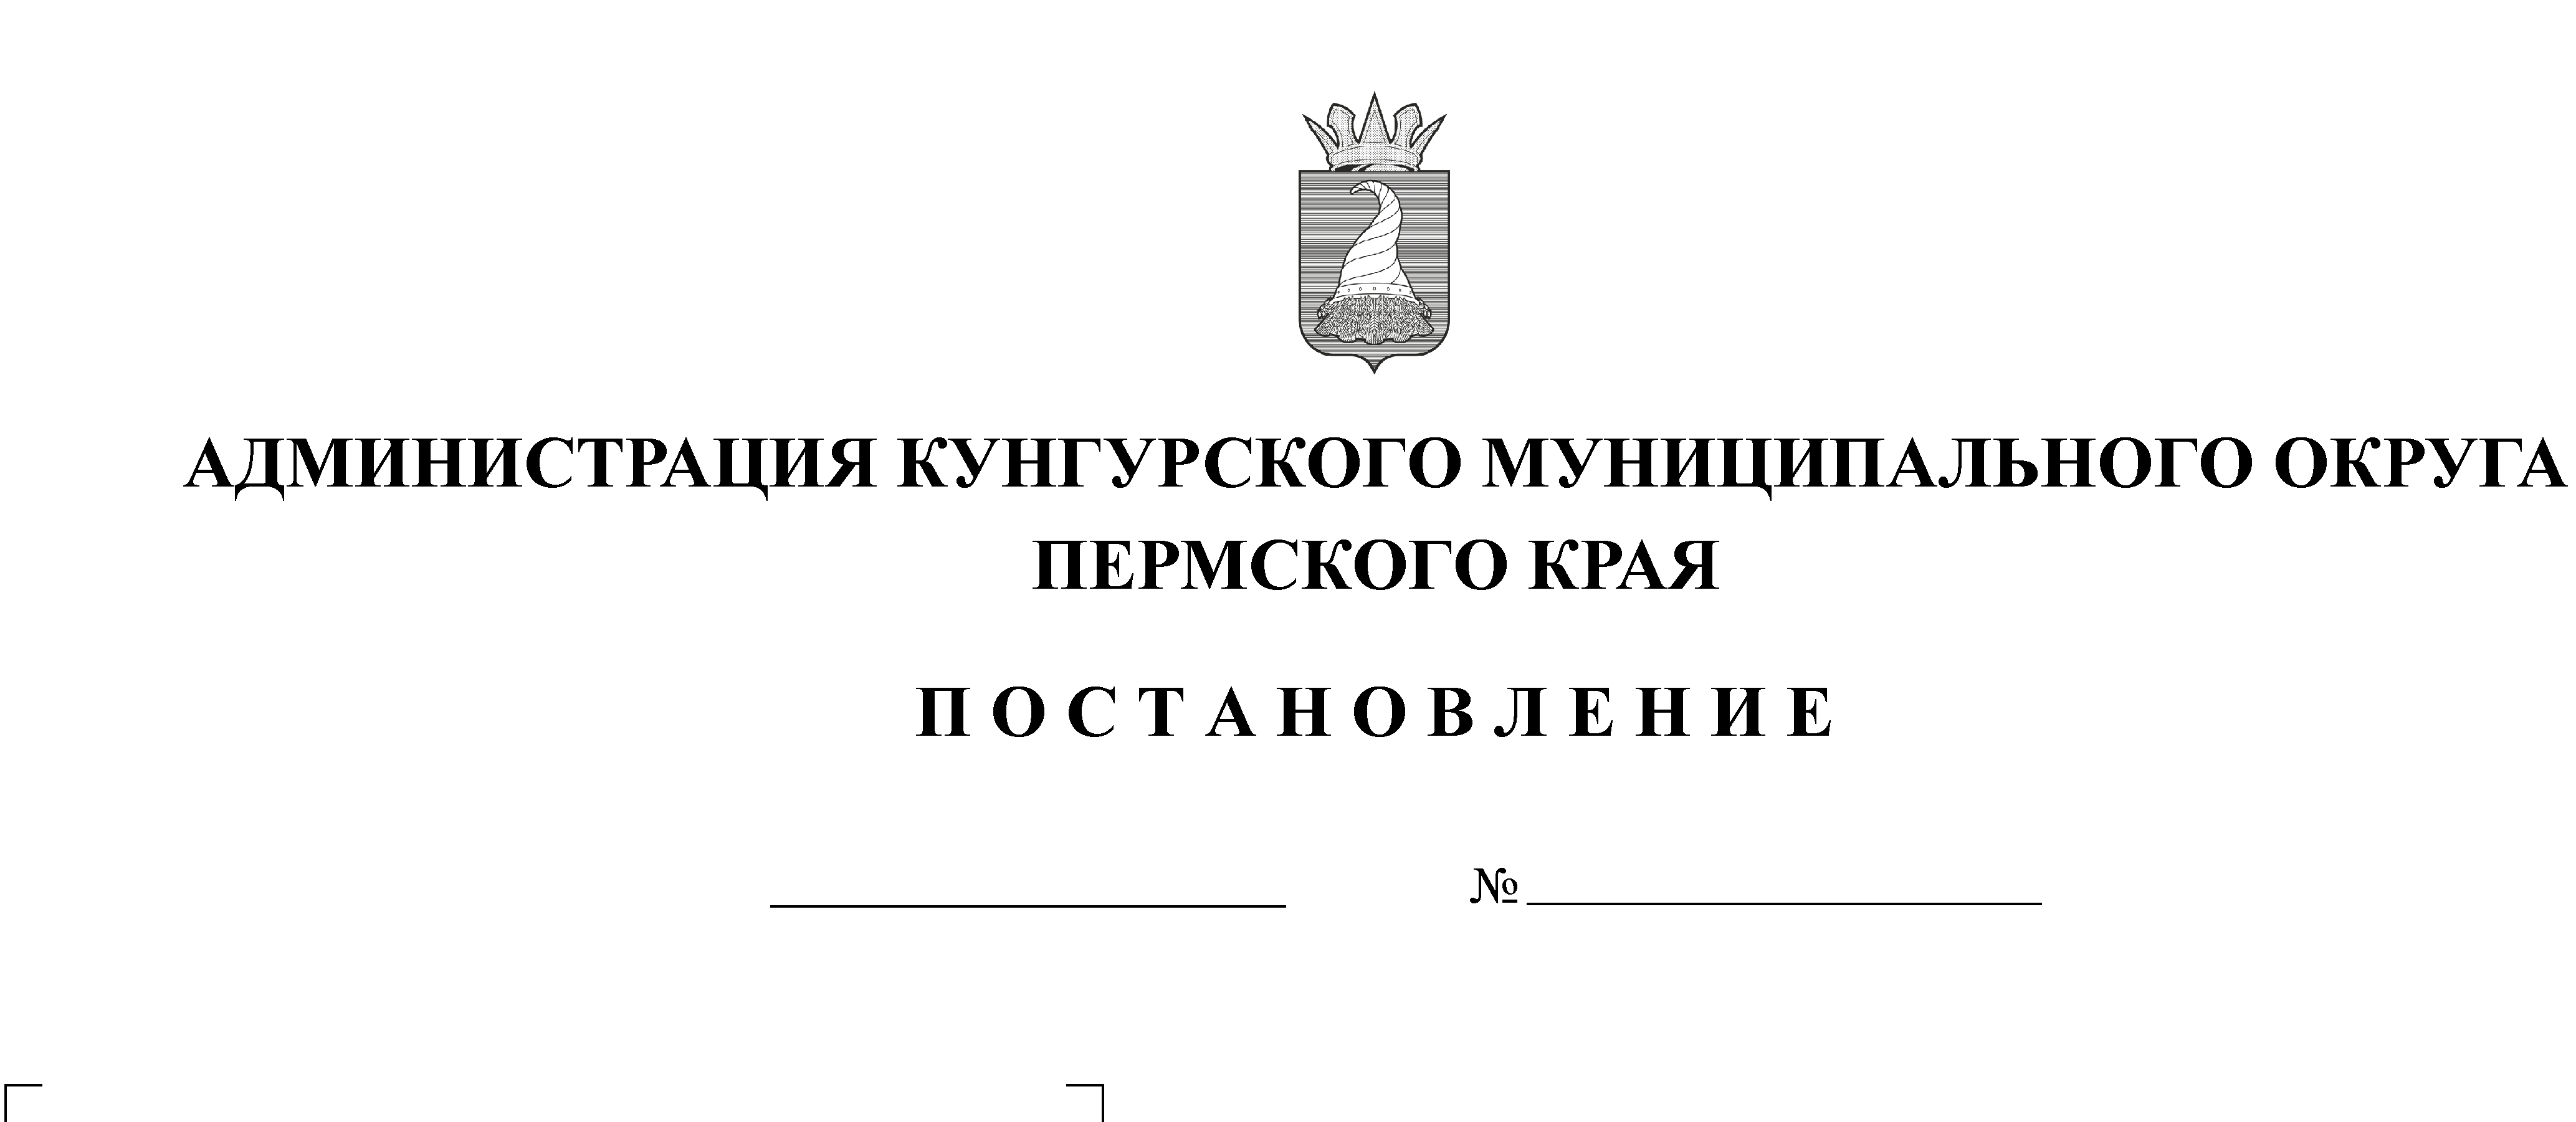 АДМИНИСТРАЦИЯ КУНГУРСКОГО МУНИЦИПАЛЬНОГО ОКРУГА
ПЕРМСКОГО КРАЯ
П О С Т А Н О В Л Е Н И Е
№